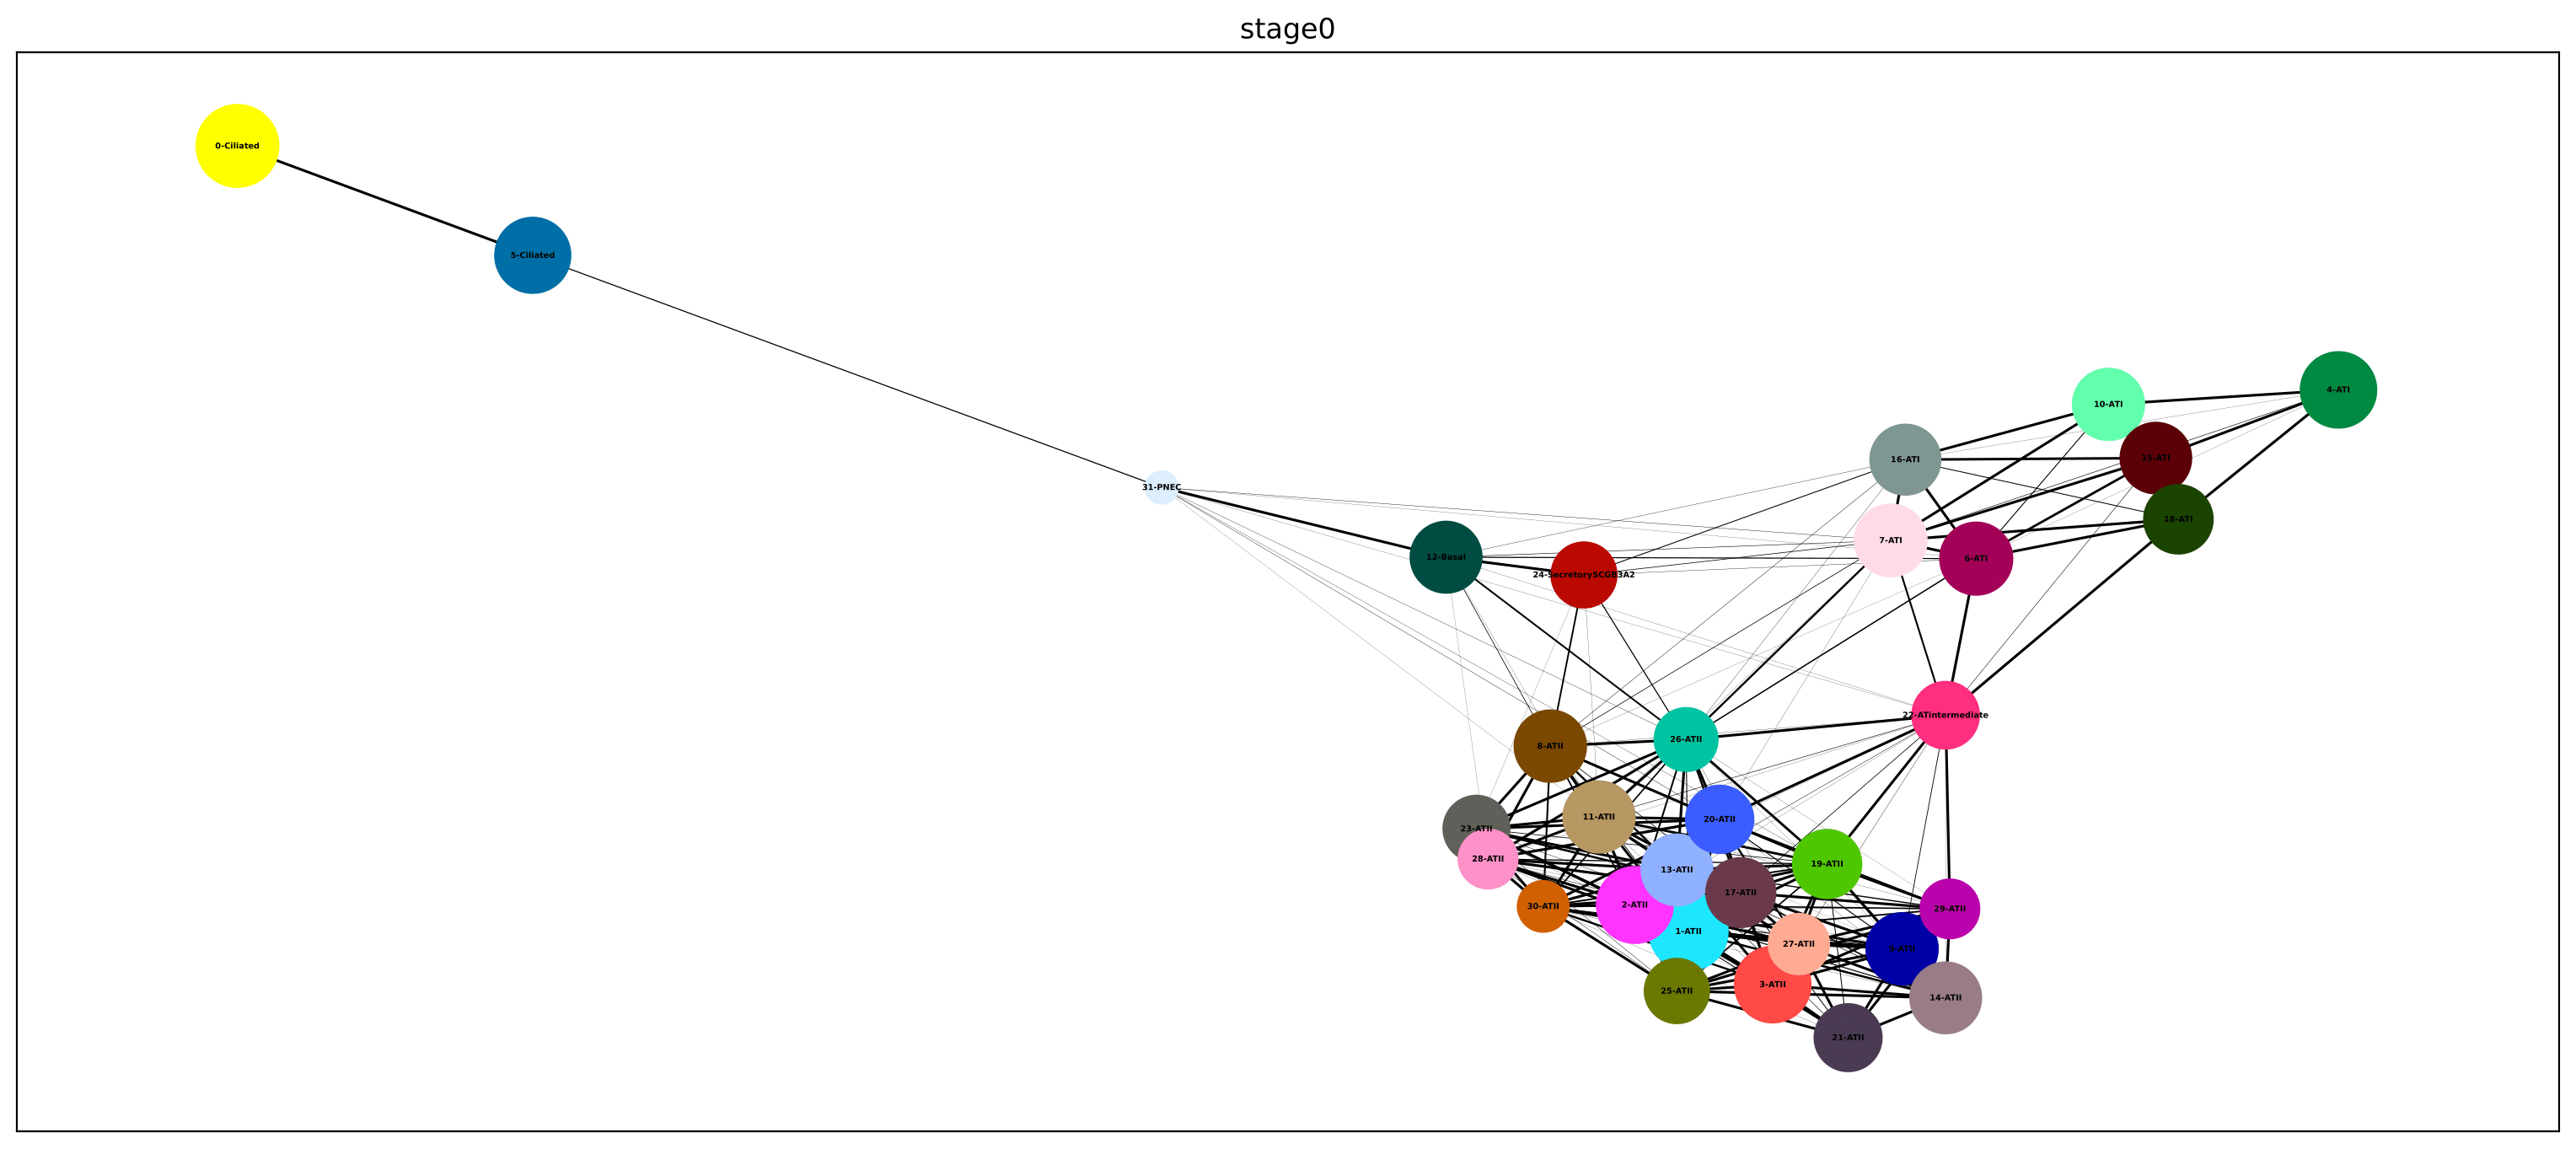 stage0
0-Ciliated
5-Ciliated
4-ATI
10-ATI
15-ATI
16-ATI
31-PNEC
18-ATI
7-ATI
12-Basal
6-ATI
24-SecretorySCGB3A2
22-ATintermediate
26-ATII
8-ATII
11-ATII
20-ATII
23-ATII
28-ATII
19-ATII
13-ATII
17-ATII
2-ATII
30-ATII
29-ATII
1-ATII
27-ATII
9-ATII
3-ATII
25-ATII
14-ATII
21-ATII